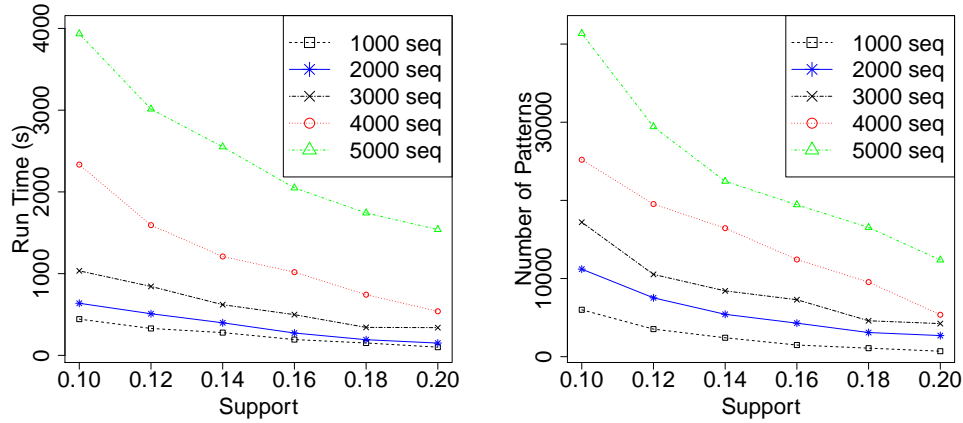 1000 seq
2000 seq
3000 seq
4000 seq
5000 seq
Run Time (s)
4000
3000
2000
1000
0
0.10 0.12 0.14 0.16 0.18 0.20
Support
1000 seq
2000 seq
3000 seq
4000 seq
5000 seq
Number of Patterns
30000
10000
0
0.10 0.12 0.14 0.16 0.18 0.20
Support